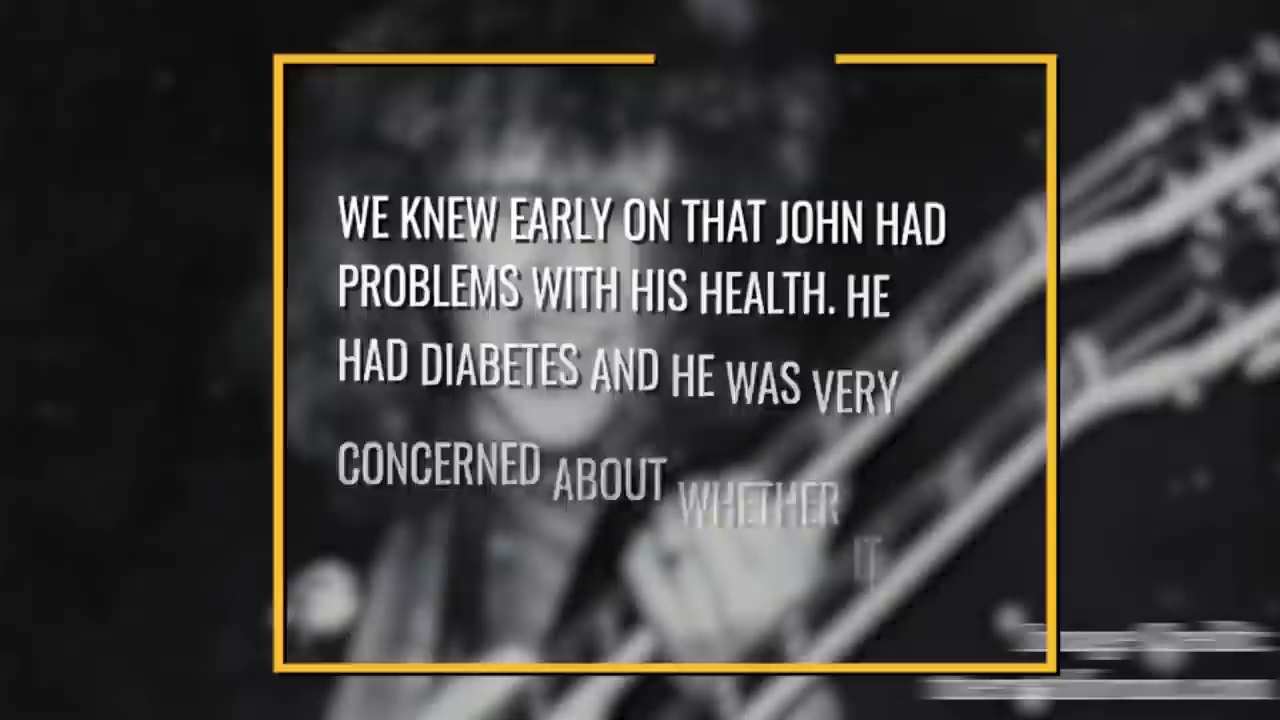 WE KNEW EARLY ON THAT JOHN HAD
PROBLEMS WITH HIS HEALTH. HE
HAD DIABETES AND HE WAS VERY
CONCERNED ABOUT WHETHER
IT